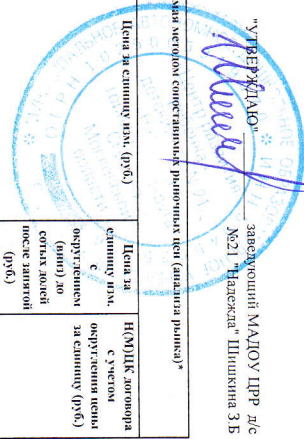 "УТВЕРЖДАЮ"
заведующий МАДОУ ЦРР д/с
№21 "Надежда" Шишкина З.Б
мая методом сопоставимых рыночных цен (анализа рынка)*
Цена за единицу изм. (руб.)
Цена за
единицу изм.
с
округлением
(вниз) до
сотых долей
после запятой
(руб.)
Н(М)ЦК договора
с учетом
округления цены
за единицу (руб.)